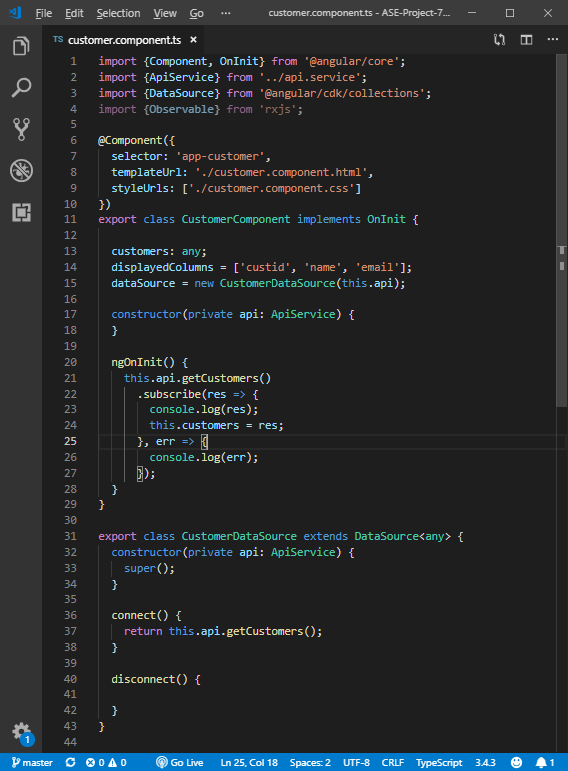 File Edit Selection View Go ••• customer.component.ts - ASE-Project-7...
TS customer.component.ts ×
1 import {Component, OnInit} from '@angular/core';
2 import {ApiService} from '../api.service';
3 import {DataSource} from '@angular/cdk/collections';
4 import {Observable} from 'rxjs';
5
6 @Component({
7   selector: 'app-customer',
8   templateUrl: './customer.component.html',
9   styleUrls: ['./customer.component.css']
10 })
11 export class CustomerComponent implements OnInit {
12
13   customers: any;
14   displayedColumns = ['custid', 'name', 'email'];
15   dataSource = new CustomerDataSource(this.api);
16
17   constructor(private api: ApiService) {
18   }
19
20   ngOnInit() {
21     this.api.getCustomers()
22       .subscribe(res => {
23         console.log(res);
24         this.customers = res;
25       }, err => {
26         console.log(err);
27       });
28   }
29 }
30
31 export class CustomerDataSource extends DataSource<any> {
32   constructor(private api: ApiService) {
33     super();
34   }
35
36   connect() {
37     return this.api.getCustomers();
38   }
39
40   disconnect() {
41
42   }
43 }
44
1
master 0 0 Go Live Ln 25, Col 18 Spaces: 2 UTF-8 CRLF TypeScript 3.4.3 1